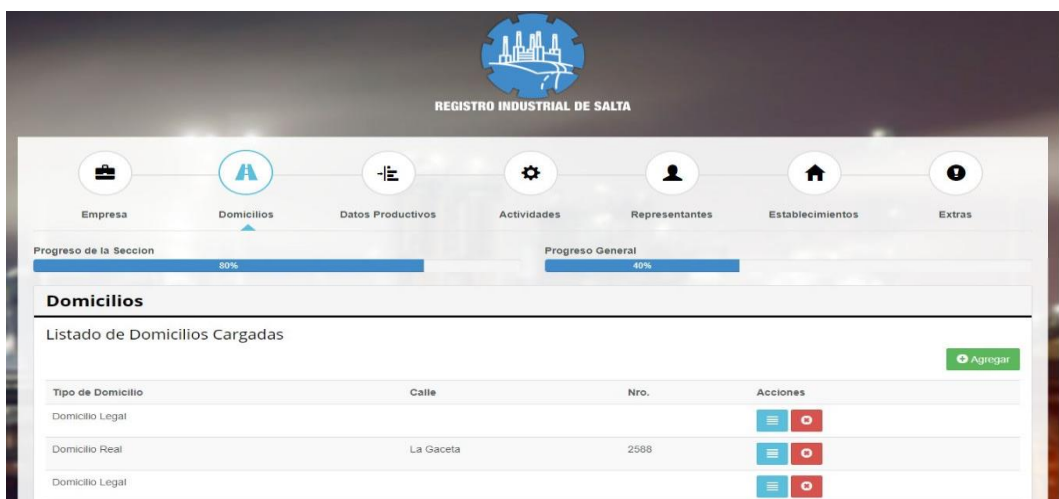 REGISTRO INDUSTRIAL DE SALTA
Empresa Domicilios Datos Productivos Actividades Representantes Establecimientos Extras
Progreso de la Seccion Progreso General
80% 40%
Domicilios
Listado de Domicilios Cargadas
Agregar
Tipo de Domicilio Calle Nro. Acciones
Domicilio Legal
Domicilio Real La Gaceta 2588
Domicilio Legal